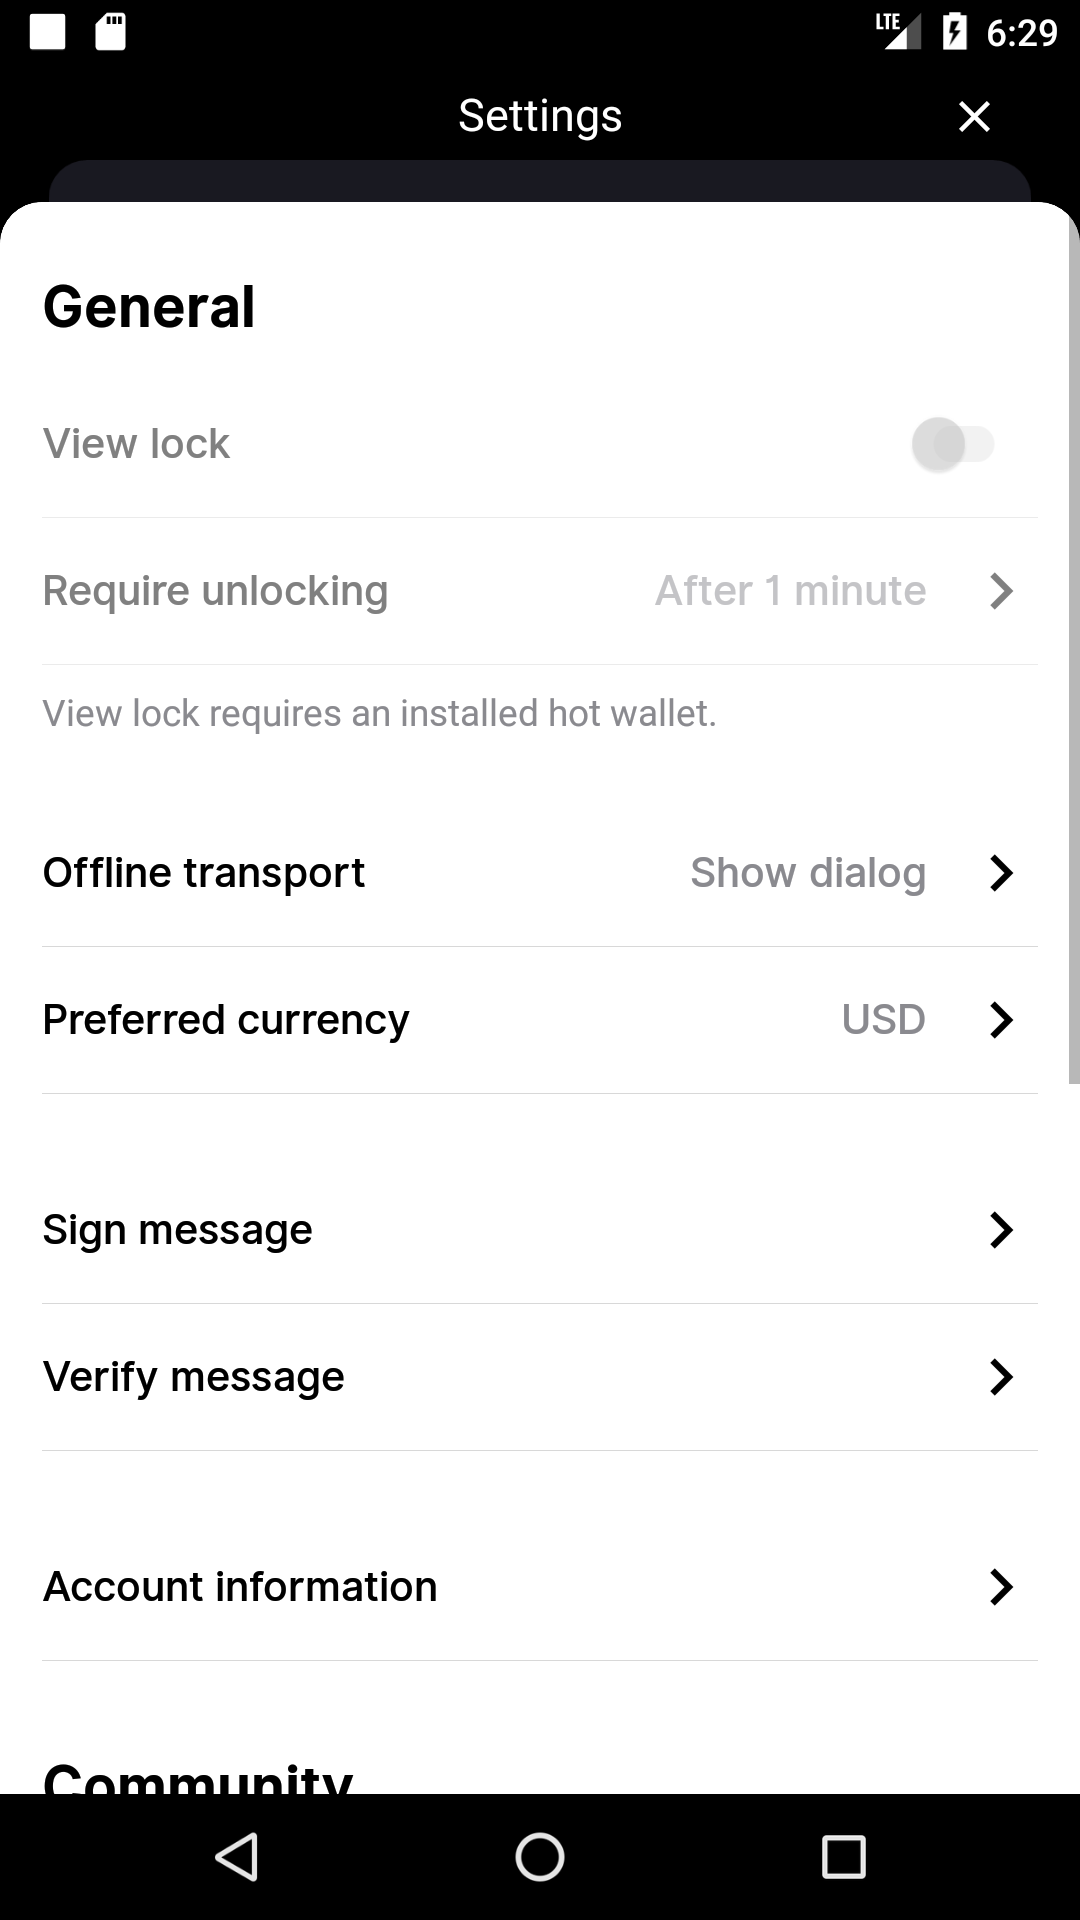 LTE 6:29
Settings
General
View lock
Require unlocking After 1 minute
View lock requires an installed hot wallet.
Offline transport Show dialog
Preferred currency USD
Sign message
Verify message
Account information
Community